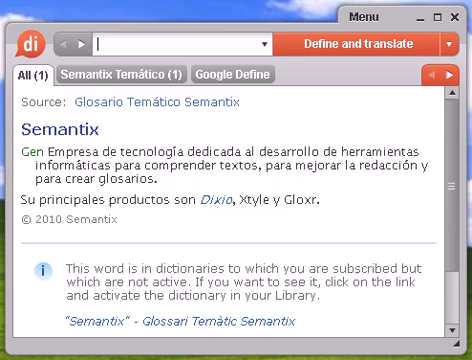 Menu
di
Define and translate
All (1)
Semantix Temático (1)
Google Define
Source: Glosario Temático Semantix
Semantix
Gen Empresa de tecnología dedicada al desarrollo de herramientas
informáticas para comprender textos, para mejorar la redacción y
para crear glosarios.
Su principales productos son Dixio, Xtyle y Gloxr.
© 2010 Semantix
i
This word is in dictionaries to which you are subscribed but
which are not active. If you want to see it, click on the link
and activate the dictionary in your Library.
"Semantix" - Glossari Temàtic Semantix